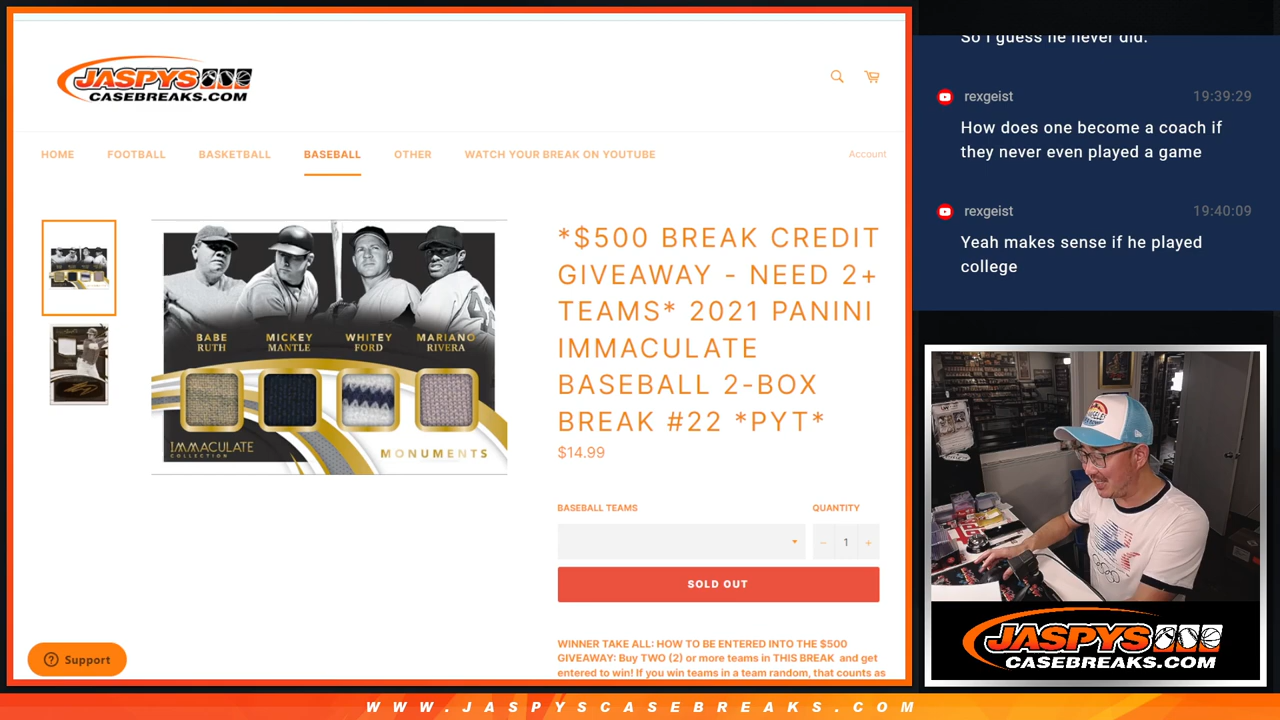 JASPYS
CASEBREAKS.COM
HOME
FOOTBALL
BASKETBALL
BASEBALL
OTHER
WATCH YOUR BREAK ON YOUTUBE
Account
BABE
RUTH
MICKEY
MANTLE
WHITEY
FORD
MARIANO
RIVERA
IMMACULATE
COLLECTION
MONUMENTS
*$500 BREAK CREDIT
GIVEAWAY - NEED 2+
TEAMS* 2021 PANINI
IMMACULATE
BASEBALL 2-BOX
BREAK #22 *PYT*
$14.99
BASEBALL TEAMS
QUANTITY
− 1 +
SOLD OUT
WINNER TAKE ALL: HOW TO BE ENTERED INTO THE $500
GIVEAWAY: Buy TWO (2) or more teams in THIS BREAK and get
entered to win! If you win teams in a team random, that counts as
Support
So I guess he never did.
rexgeist 19:39:29
How does one become a coach if
they never even played a game
rexgeist 19:40:09
Yeah makes sense if he played
college
JASPYS
CASEBREAKS.COM
WWW.JASPYSCASEBREAKS.COM